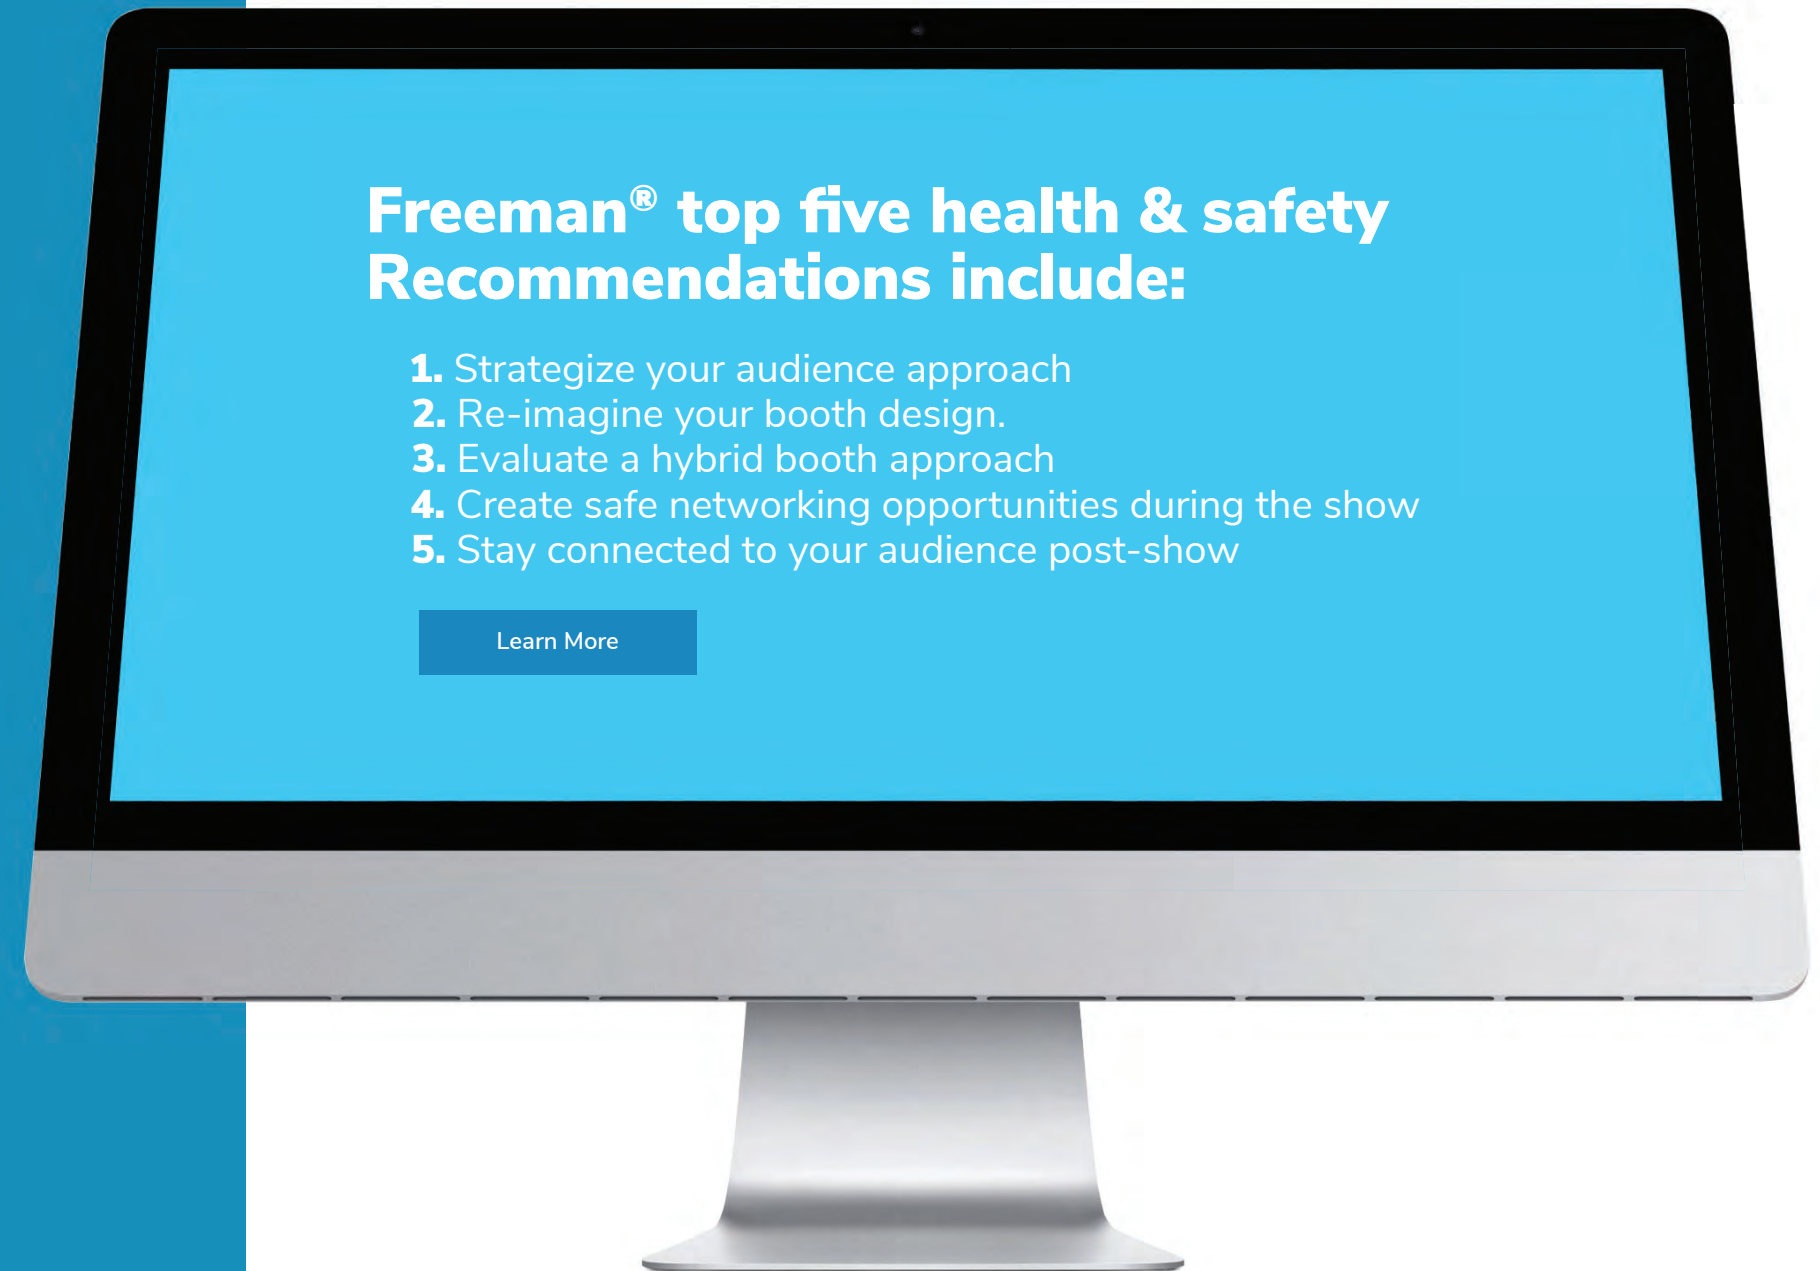 Freeman® top five health & safety
Recommendations include:
1. Strategize your audience approach
2. Re-imagine your booth design.
3. Evaluate a hybrid booth approach
4. Create safe networking opportunities during the show
5. Stay connected to your audience post-show
Learn More